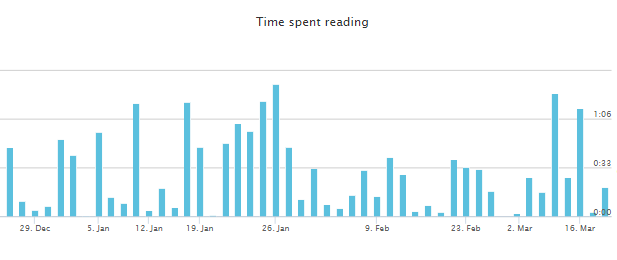 Time spent reading
1:06
0:33
0:00
29. Dec 5. Jan 12. Jan 19. Jan 26. Jan 9. Feb 23. Feb 2. Mar 16. Mar